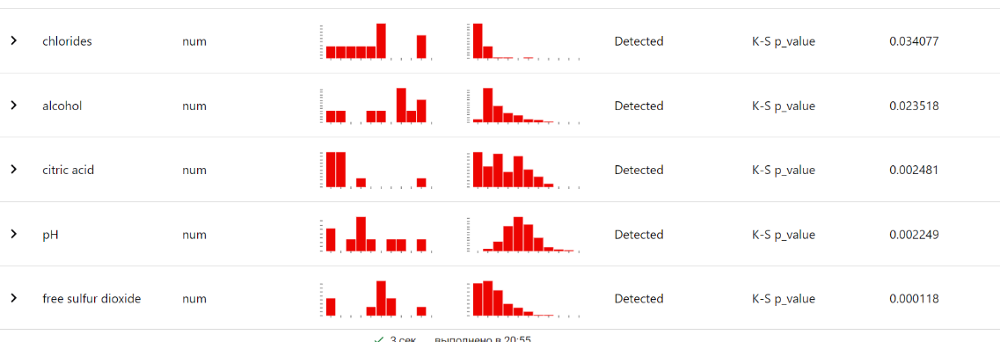 chlorides num Detected K-S p_value 0.034077
alcohol num Detected K-S p_value 0.023518
citric acid num Detected K-S p_value 0.002481
pH num Detected K-S p_value 0.002249
free sulfur dioxide num Detected K-S p_value 0.000118
3 сек. выполнено в 20:55